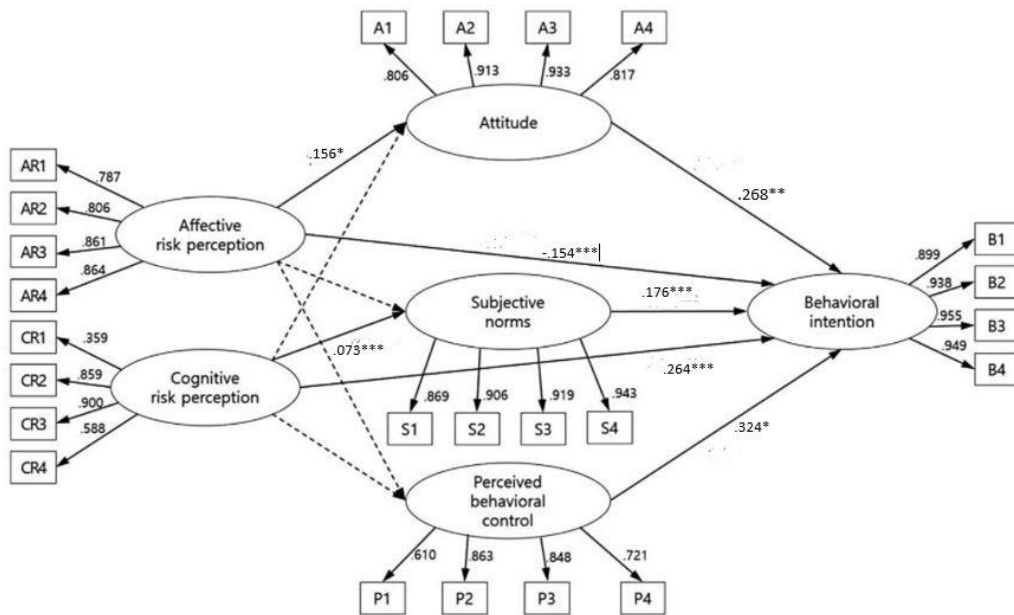 A1
A2
A3
A4
.806
.913
.933
.817
Attitude
AR1
AR2
AR3
AR4
.787
.806
.861
.864
Affective
risk perception
.156*
.268**
-.154***
CR1
CR2
CR3
CR4
.359
.859
.900
.588
Cognitive
risk perception
.073***
Subjective
norms
.176***
.264***
.869
.906
.919
.943
S1
S2
S3
S4
Behavioral
intention
.899
.938
.955
.949
B1
B2
B3
B4
.324*
Perceived
behavioral
control
.610
.863
.848
.721
P1
P2
P3
P4